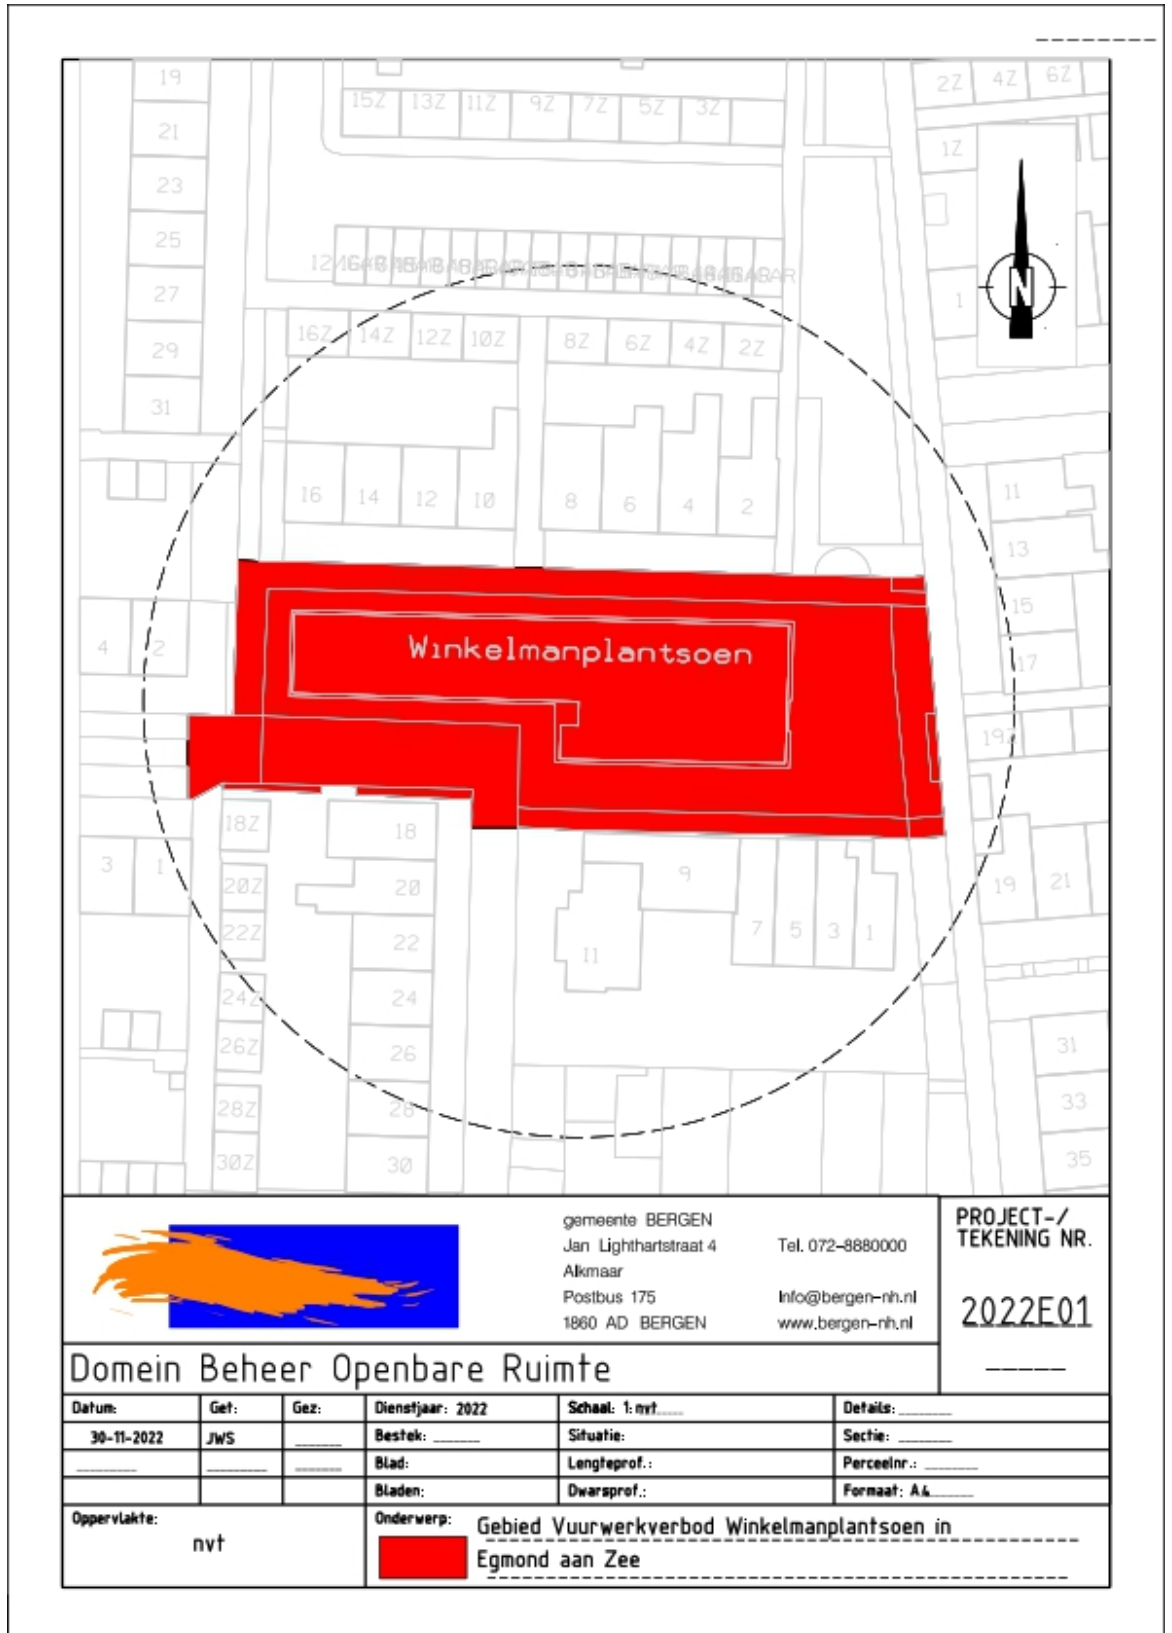 19
21
23
25
27
29
31
15Z 13Z 11Z 9Z 7Z 5Z 3Z
2Z 4Z 6Z
1Z
1
N
16Z 14Z 12Z 10Z 8Z 6Z 4Z 2Z
16 14 12 10 8 6 4 2
11
13
15
17
19Z
19 21
31
33
35
4 2
Winkelmanplantsoen
3 1
18Z 18
20Z 20
22Z 22
24Z 24
26Z 26
28Z 28
30Z 30
9
11
7 5 3 1
gemeente BERGEN
Jan Lighthartstraat 4 Tel. 072-8880000
Alkmaar
Postbus 175 Info@bergen-nh.nl
1860 AD BERGEN www.bergen-nh.nl
PROJECT-/
TEKENING NR.
2022E01
Domein Beheer Openbare Ruimte
Datum: Get: Gez: Dienstjaar: 2022 Schaal: 1: nvt Details:
30-11-2022 JWS Bestek: Situatie: Sectie:
Blad: Lengteprof.: Perceelnr.:
Bladen: Dwarsprof.: Formaat: A4
Oppervlakte: nvt
Onderwerp: Gebied Vuurwerkverbod Winkelmanplantsoen in
Egmond aan Zee